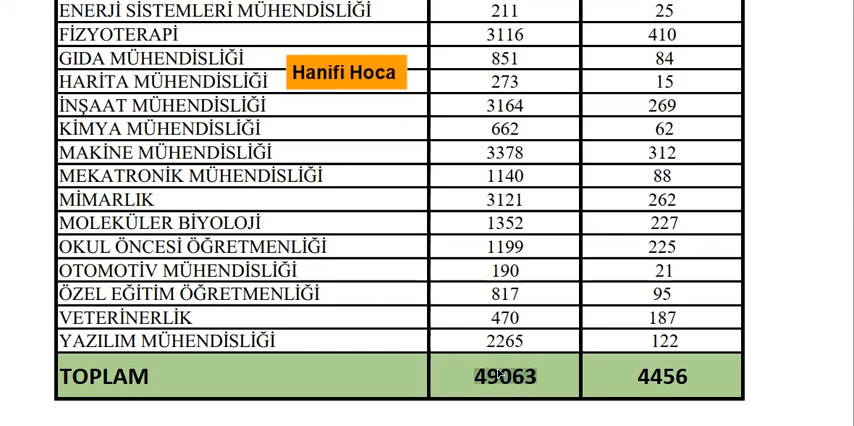 ENERJİ SİSTEMLERİ MÜHENDİSLİĞİ 211 25
FİZYOTERAPİ 3116 410
GIDA MÜHENDİSLİĞİ 851 84
Hanifi Hoca
HARİTA MÜHENDİSLİĞİ 273 15
İNŞAAT MÜHENDİSLİĞİ 3164 269
KİMYA MÜHENDİSLİĞİ 662 62
MAKİNE MÜHENDİSLİĞİ 3378 312
MEKATRONİK MÜHENDİSLİĞİ 1140 88
MİMARLIK 3121 262
MOLEKÜLER BİYOLOJİ 1352 227
OKUL ÖNCESİ ÖĞRETMENLİĞİ 1199 225
OTOMOTİV MÜHENDİSLİĞİ 190 21
ÖZEL EĞİTİM ÖĞRETMENLİĞİ 817 95
VETERİNERLİK 470 187
YAZILIM MÜHENDİSLİĞİ 2265 122
TOPLAM 49063 4456